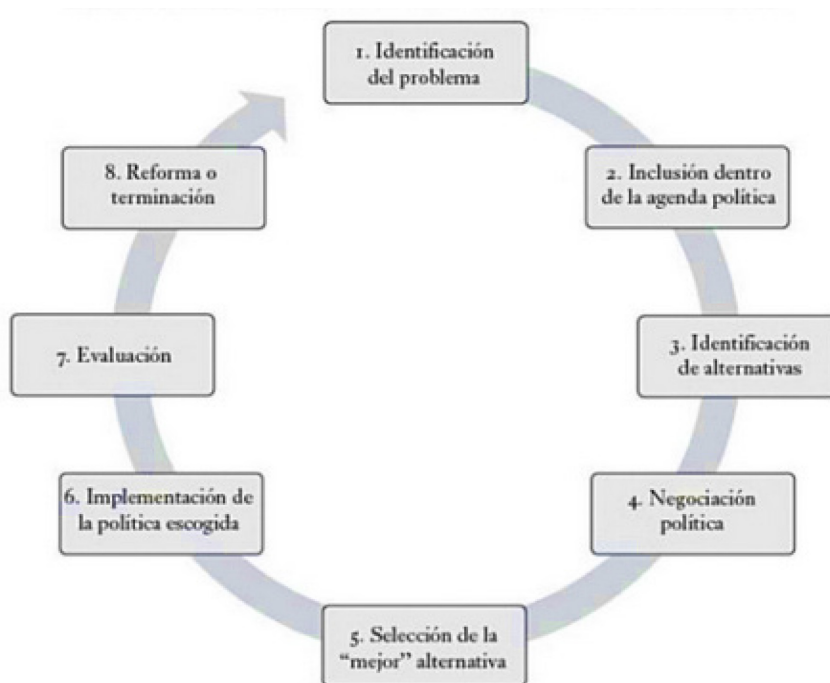 1. Identificación
del problema
2. Inclusión dentro
de la agenda política
3. Identificación
de alternativas
4. Negociación
política
5. Selección de la
“mejor” alternativa
6. Implementación de
la política escogida
7. Evaluación
8. Reforma o
terminación